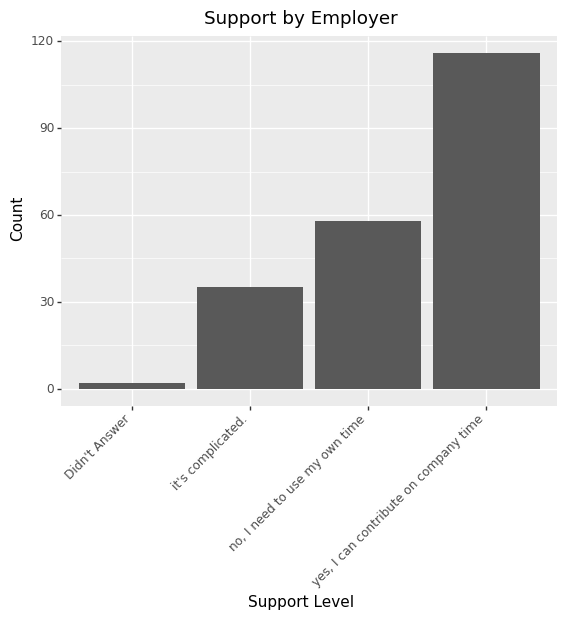 Support by Employer
120
90
60
30
0
Count
Didn't Answer
it's complicated.
no, I need to use my own time
yes, I can contribute on company time
Support Level